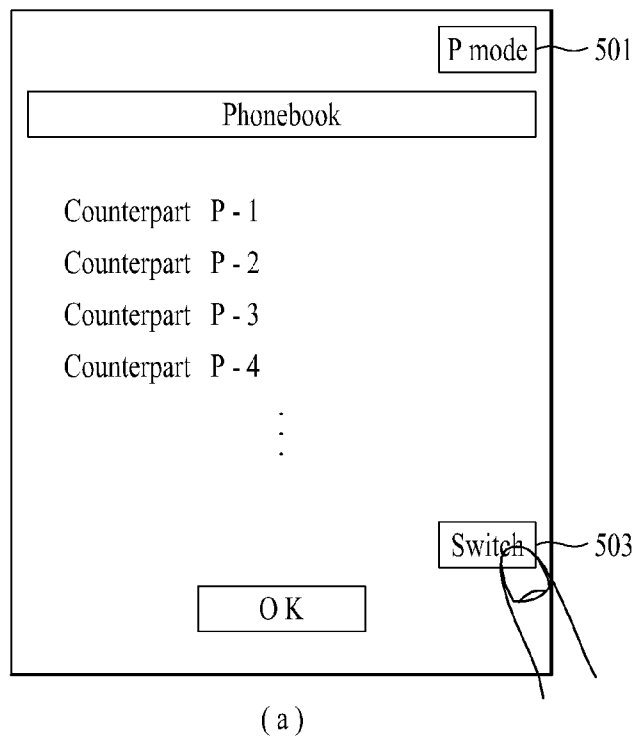 P mode 501
Phonebook
Counterpart P - 1
Counterpart P - 2
Counterpart P - 3
Counterpart P - 4
Switch 503
O K
( a )